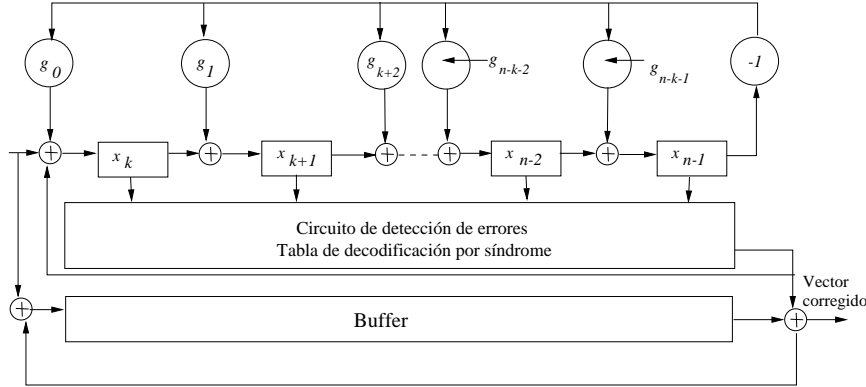 g0 g1 gk+2 gn-k-2 gn-k-1 -1
+ + + + +
xk xk+1 xn-2 xn-1
Circuito de detección de errores
Tabla de decodificación por síndrome
Vector
corregido
+ Buffer +